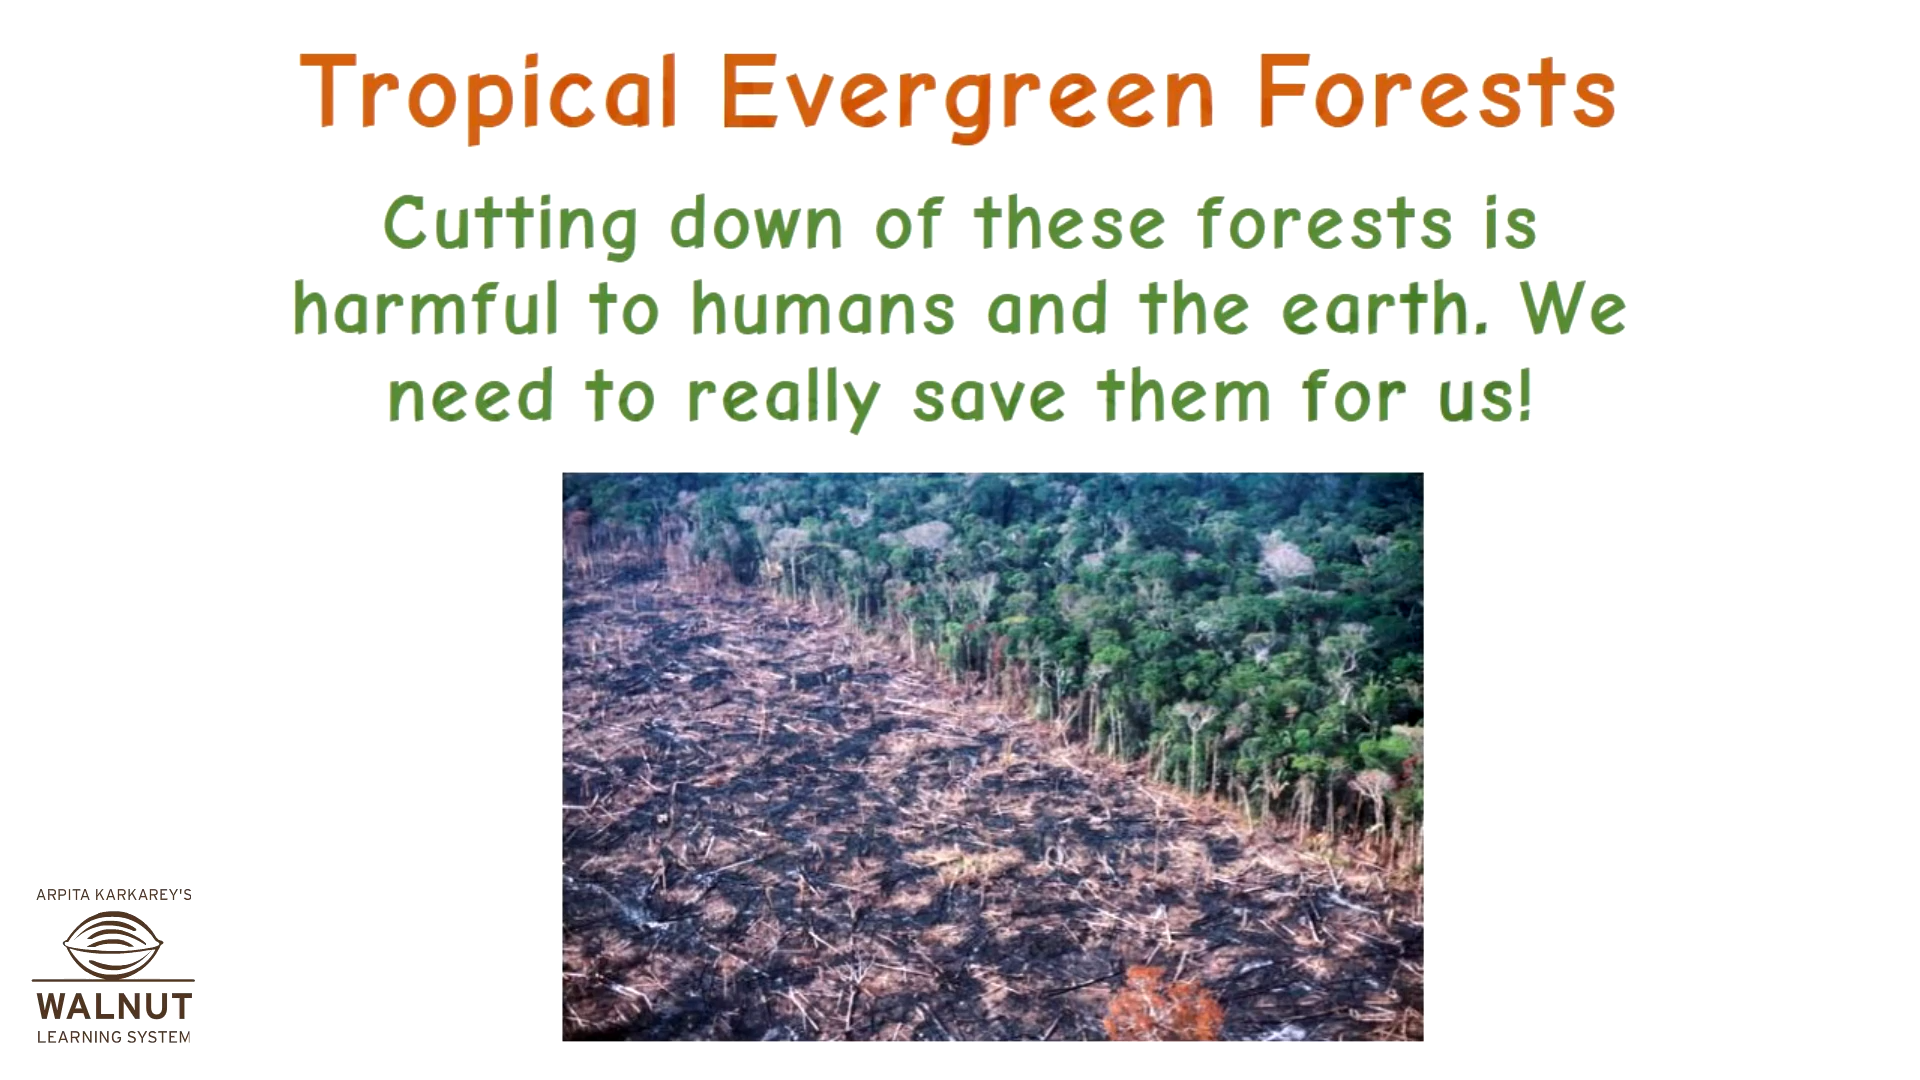 Tropical Evergreen Forests
Cutting down of these forests is
harmful to humans and the earth. We
need to really save them for us!
ARPITA KARKAREY'S
WALNUT
LEARNING SYSTEM